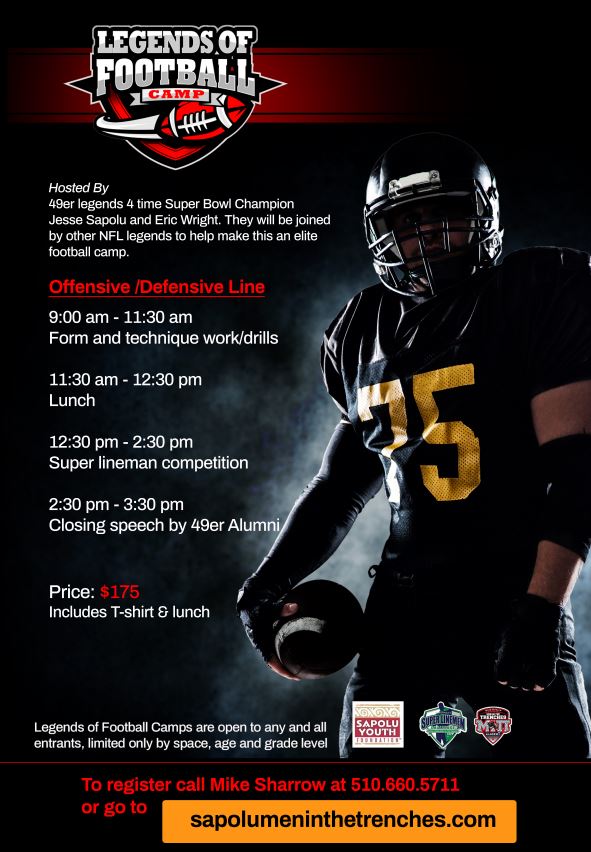 LEGENDS OF
FOOTBALL
CAMP
Hosted By
49er legends 4 time Super Bowl Champion
Jesse Sapolu and Eric Wright. They will be joined
by other NFL legends to help make this an elite
football camp.
Offensive /Defensive Line
9:00 am - 11:30 am
Form and technique work/drills
11:30 am - 12:30 pm
Lunch
12:30 pm - 2:30 pm
Super lineman competition
2:30 pm - 3:30 pm
Closing speech by 49er Alumni
Price: $175
Includes T-shirt & lunch
75
Legends of Football Camps are open to any and all
entrants, limited only by space, age and grade level
SAPOLU
YOUTH
FOUNDATION
SUPER LINEMEN
TRENCHES
To register call Mike Sharrow at 510.660.5711
or go to
sapolumeninthetrenches.com